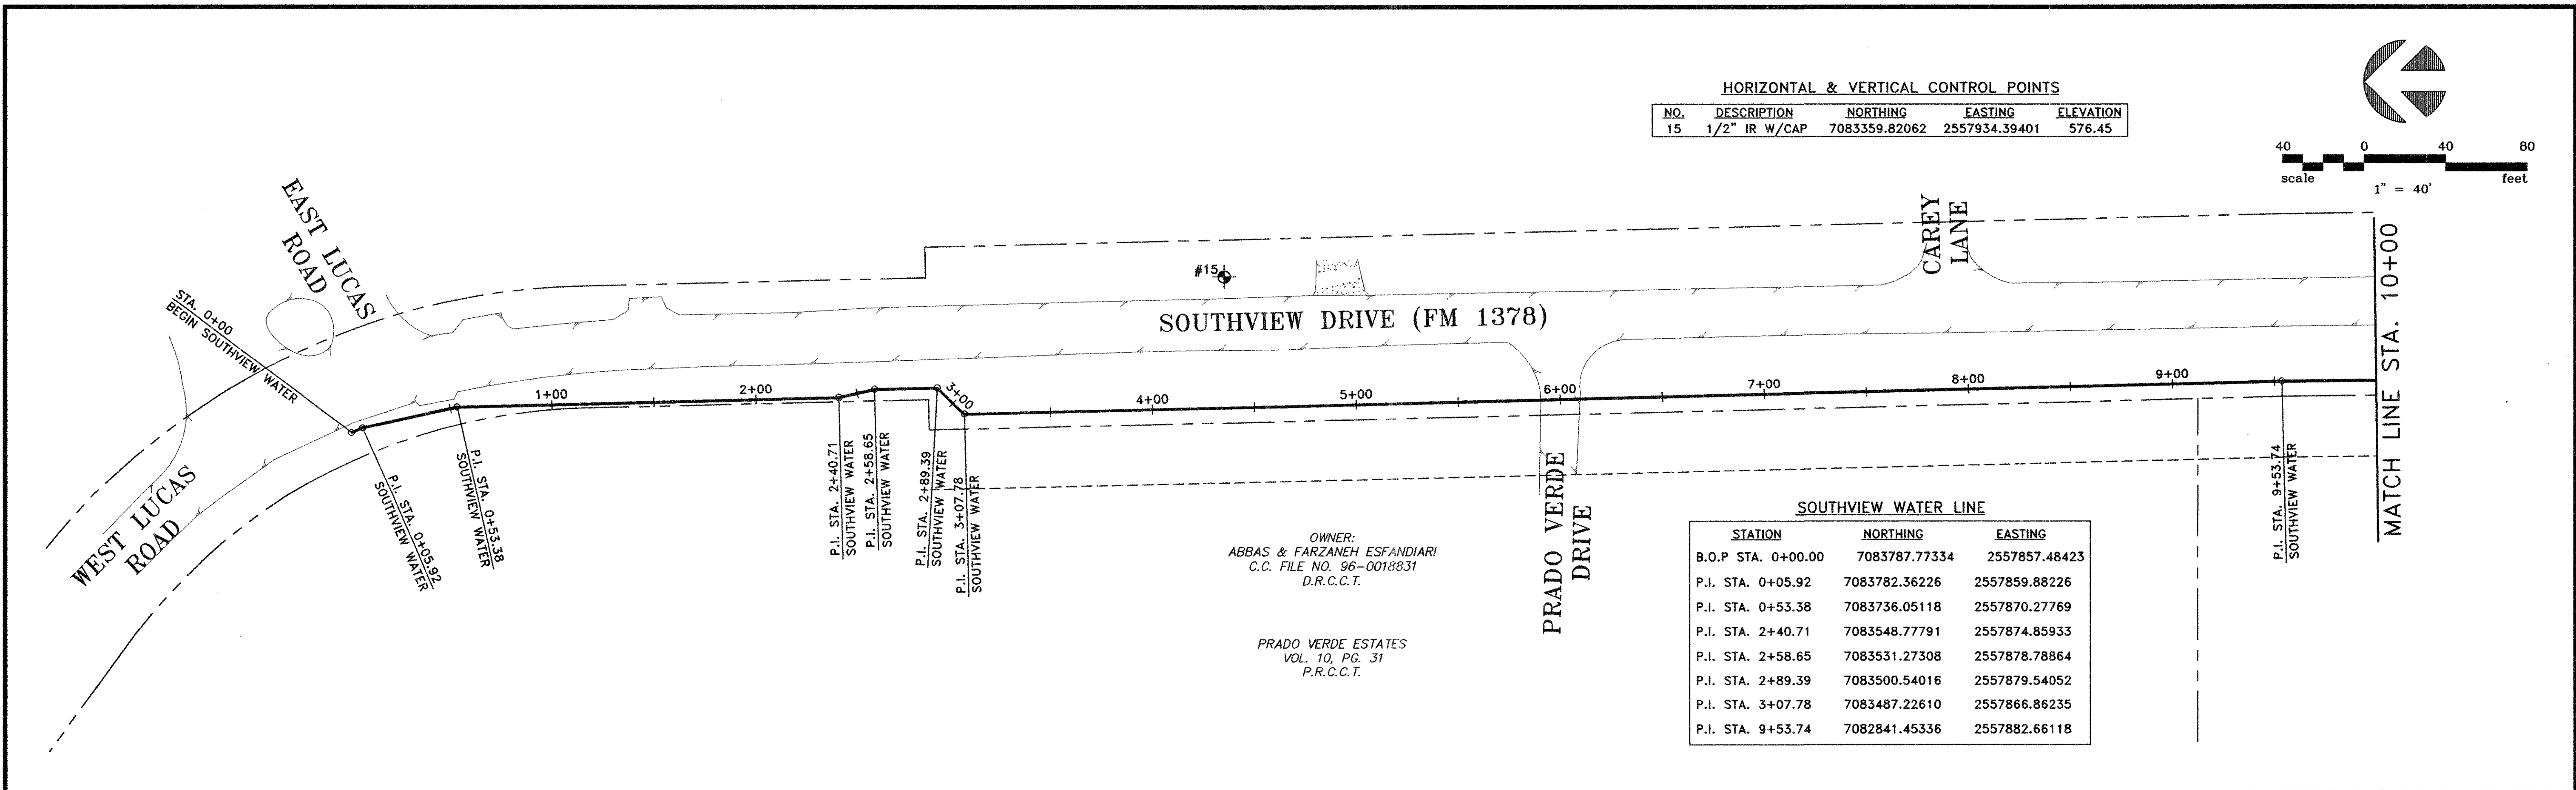 HORIZONTAL & VERTICAL CONTROL POINTS
NO. DESCRIPTION NORTHING EASTING ELEVATION
15 1/2" IR W/CAP 7083359.82062 2557934.39401 576.45
40 0 40 80
scale feet
1" = 40'
EAST LUCAS
ROAD
STA. 0+00
BEGIN SOUTHVIEW WATER
WEST LUCAS
ROAD
#15
SOUTHVIEW DRIVE (FM 1378)
CAREY
LANE
1+00
2+00
3+00
4+00
5+00
6+00
7+00
8+00
9+00
MATCH LINE STA. 10+00
P.I. STA. 0+05.92
SOUTHVIEW WATER
P.I. STA. 0+53.38
SOUTHVIEW WATER
P.I. STA. 2+40.71
SOUTHVIEW WATER
P.I. STA. 2+58.65
SOUTHVIEW WATER
P.I. STA. 2+89.39
SOUTHVIEW WATER
P.I. STA. 3+07.78
SOUTHVIEW WATER
P.I. STA. 9+53.74
SOUTHVIEW WATER
PRADO VERDE
DRIVE
OWNER:
ABBAS & FARZANEH ESFANDIARI
C.C. FILE NO. 96-0018831
D.R.C.C.T.
PRADO VERDE ESTATES
VOL. 10, PG. 31
P.R.C.C.T.
SOUTHVIEW WATER LINE
STATION NORTHING EASTING
B.O.P STA. 0+00.00 7083787.77334 2557857.48423
P.I. STA. 0+05.92 7083782.36226 2557859.88226
P.I. STA. 0+53.38 7083736.05118 2557870.27769
P.I. STA. 2+40.71 7083548.77791 2557874.85933
P.I. STA. 2+58.65 7083531.27308 2557878.78864
P.I. STA. 2+89.39 7083500.54016 2557879.54052
P.I. STA. 3+07.78 7083487.22610 2557866.86235
P.I. STA. 9+53.74 7082841.45336 2557882.66118